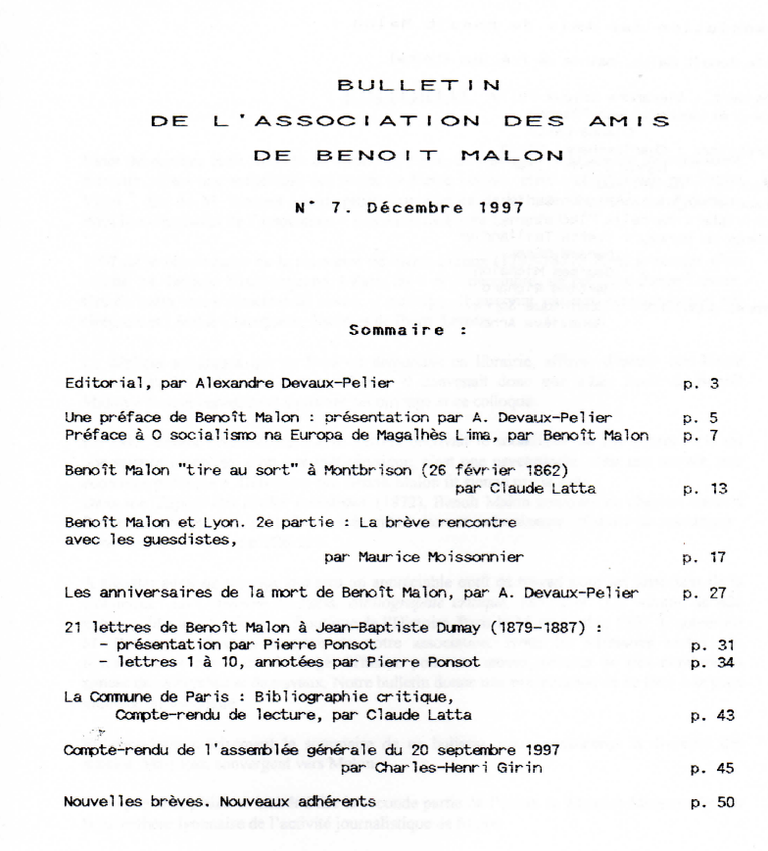 BULLETIN
DE L'ASSOCIATION DES AMIS
DE BENOIT MALON
N° 7. Décembre 1997
Sommaire :
Editorial, par Alexandre Devaux-Pelier p. 3
Une préface de Benoît Malon : présentation par A. Devaux-Pelier p. 5
Préface à O socialismo na Europa de Magalhès Lima, par Benoît Malon p. 7
Benoît Malon "tire au sort" à Montbrison (26 février 1862)
par Claude Latta p. 13
Benoît Malon et Lyon. 2e partie : La brève rencontre
avec les guesdistes,
par Maurice Moissonnier p. 17
Les anniversaires de la mort de Benoît Malon, par A. Devaux-Pelier p. 27
21 lettres de Benoît Malon à Jean-Baptiste Dumay (1879-1887) :
- présentation par Pierre Ponsot p. 31
- lettres 1 à 10, annotées par Pierre Ponsot p. 34
La Commune de Paris : Bibliographie critique,
Compte-rendu de lecture, par Claude Latta p. 43
Compte-rendu de l'assemblée générale du 20 septembre 1997
par Charles-Henri Girin p. 45
Nouvelles brèves. Nouveaux adhérents p. 50